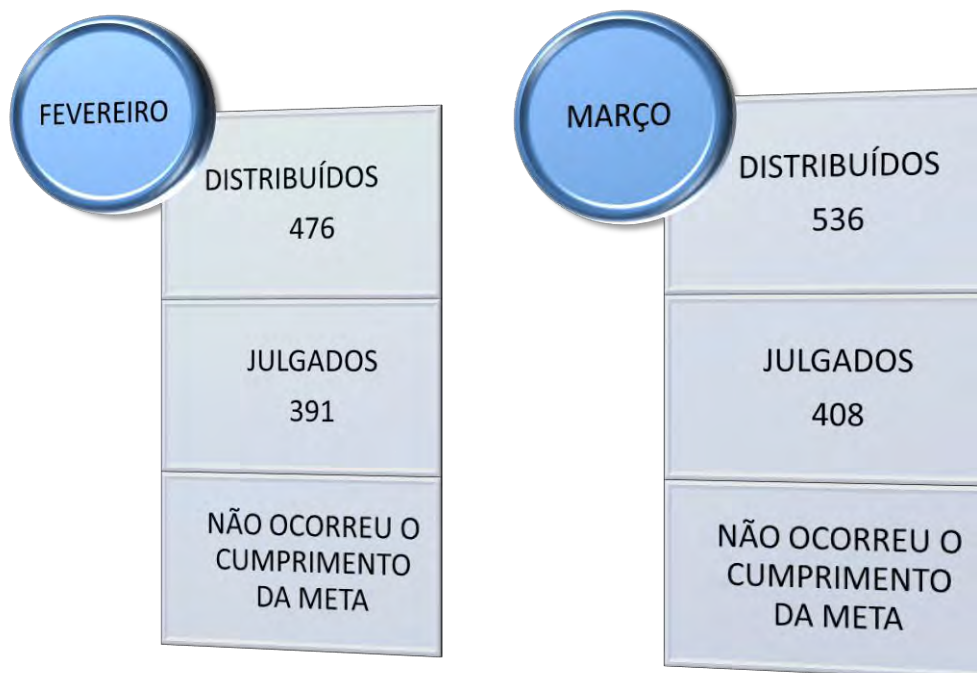 FEVEREIRO
DISTRIBUÍDOS
476
JULGADOS
391
NÃO OCORREU O
CUMPRIMENTO
DA META
MARÇO
DISTRIBUÍDOS
536
JULGADOS
408
NÃO OCORREU O
CUMPRIMENTO
DA META